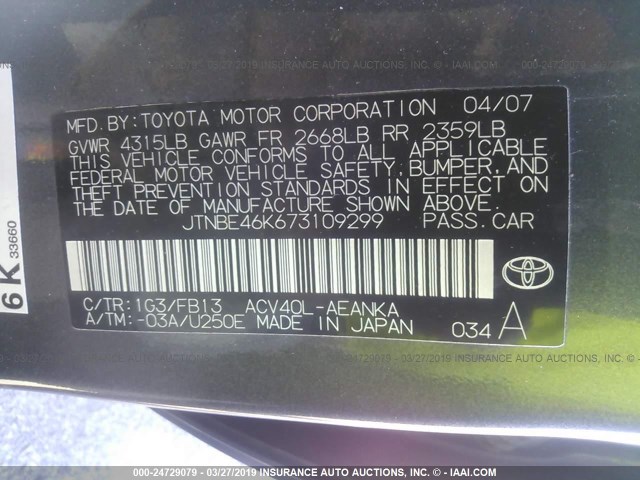 MFD. BY: TOYOTA MOTOR CORPORATION 04/07
GVWR 4315LB GAWR FR 2668LB RR 2359LB
THIS VEHICLE CONFORMS TO ALL APPLICABLE
FEDERAL MOTOR VEHICLE SAFETY, BUMPER, AND
THEFT PREVENTION STANDARDS IN EFFECT ON
THE DATE OF MANUFACTURE SHOWN ABOVE.
JTNBE46K673109299 PASS. CAR
C/TR: 1G3/FB13 ACV40L-AEANKA
A/TM: -03A/U250E MADE IN JAPAN 034 A
6 K 33660
000-24729079 - 03/27/2019 INSURANCE AUTO AUCTIONS - WWW.IAAI.COM